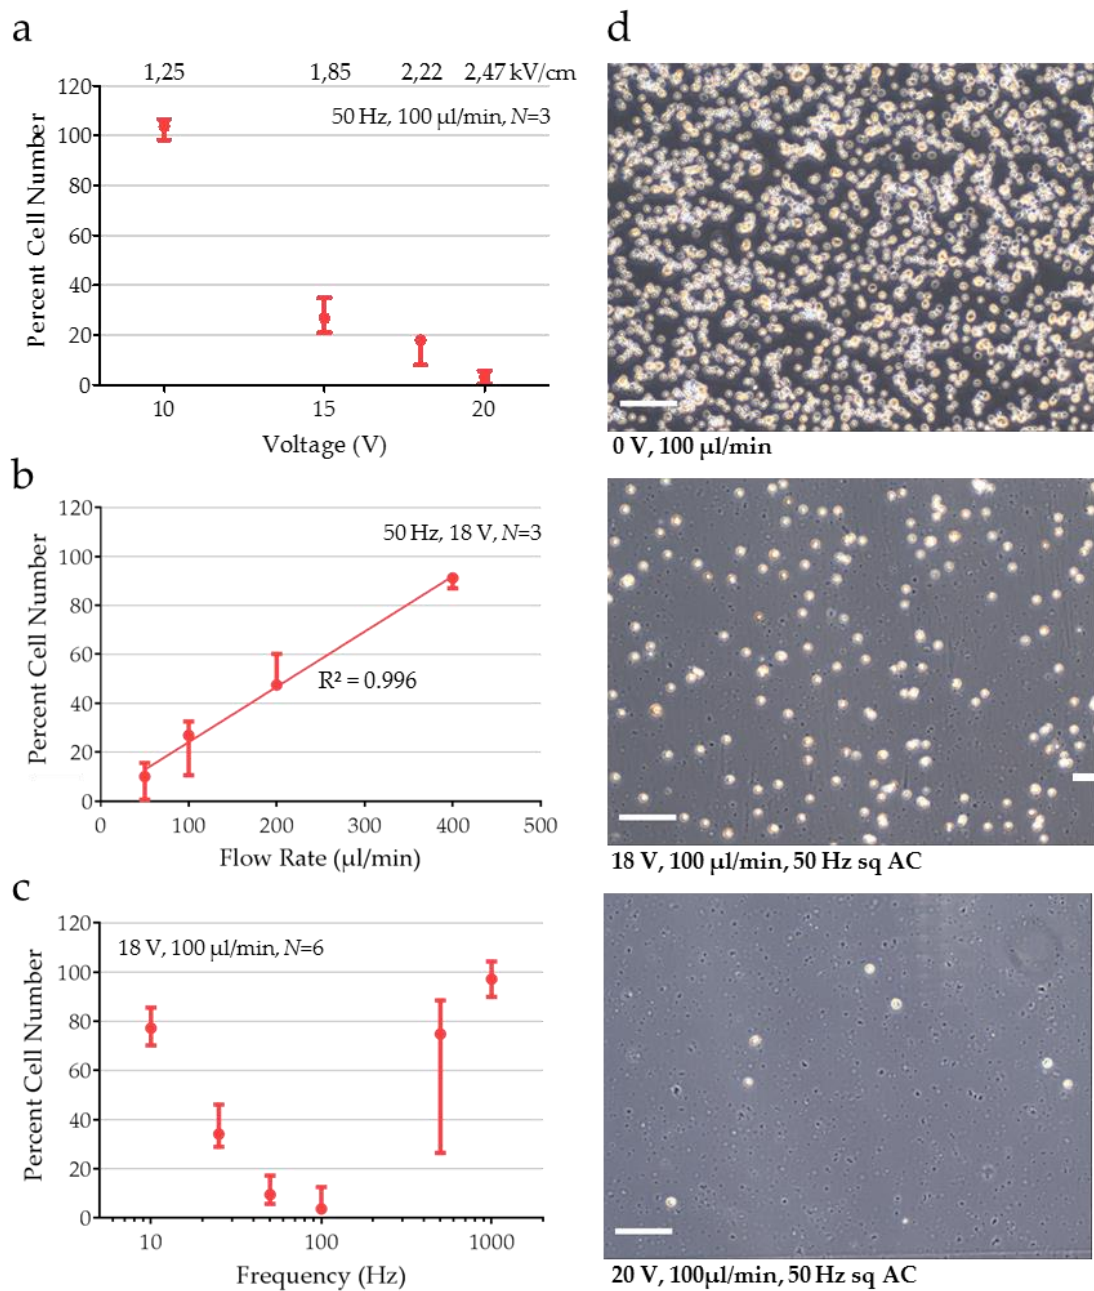 a
1,25 1,85 2,22 2,47 kV/cm
120
50 Hz, 100 µl/min, N=3
100
80
60
40
20
0
Percent Cell Number
10 15 20
Voltage (V)
b
120
50 Hz, 18 V, N=3
100
80
60
R² = 0.996
40
20
0
Percent Cell Number
0 100 200 300 400 500
Flow Rate (µl/min)
c
120
18 V, 100 µl/min, N=6
100
80
60
40
20
0
Percent Cell Number
10 100 1000
Frequency (Hz)
d
0 V, 100 µl/min
18 V, 100 µl/min, 50 Hz sq AC
20 V, 100µl/min, 50 Hz sq AC